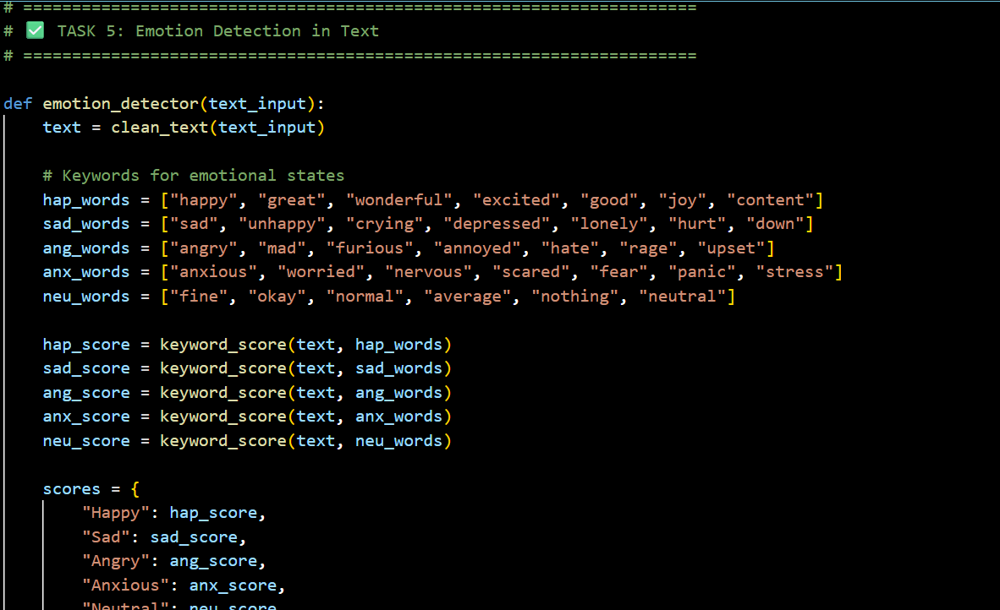 # =====================================================================
# ✅ TASK 5: Emotion Detection in Text
# =====================================================================
def emotion_detector(text_input):
    text = clean_text(text_input)
    # Keywords for emotional states
    hap_words = ["happy", "great", "wonderful", "excited", "good", "joy", "content"]
    sad_words = ["sad", "unhappy", "crying", "depressed", "lonely", "hurt", "down"]
    ang_words = ["angry", "mad", "furious", "annoyed", "hate", "rage", "upset"]
    anx_words = ["anxious", "worried", "nervous", "scared", "fear", "panic", "stress"]
    neu_words = ["fine", "okay", "normal", "average", "nothing", "neutral"]
    hap_score = keyword_score(text, hap_words)
    sad_score = keyword_score(text, sad_words)
    ang_score = keyword_score(text, ang_words)
    anx_score = keyword_score(text, anx_words)
    neu_score = keyword_score(text, neu_words)
    scores = {
        "Happy": hap_score,
        "Sad": sad_score,
        "Angry": ang_score,
        "Anxious": anx_score,
        "Neutral": neu_score